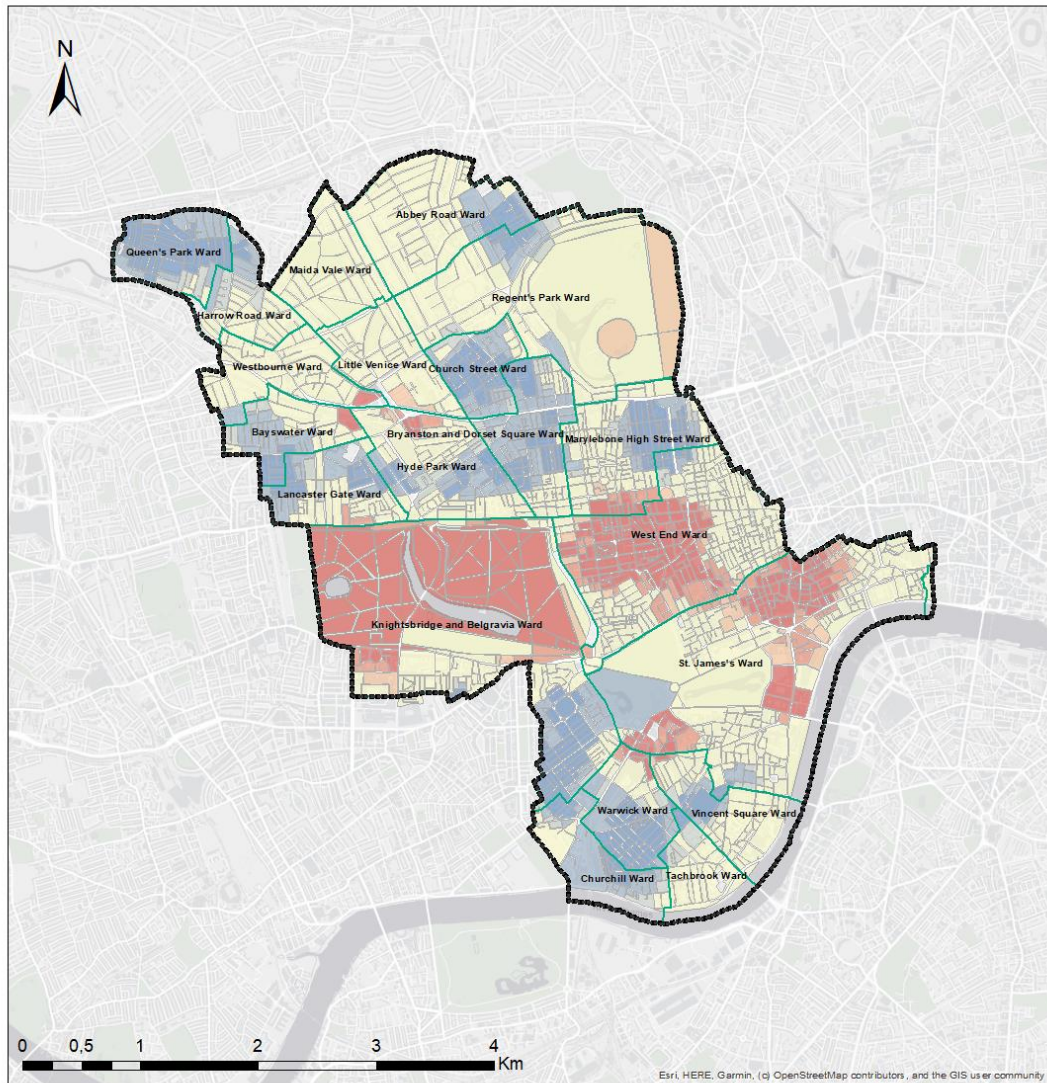 N
Abbey Road Ward
Queen's Park Ward
Maida Vale Ward
Regent's Park Ward
Harrow Road Ward
Westbourne Ward
Little Venice Ward
Church Street Ward
Bayswater Ward
Bryanston and Dorset Square Ward
Marylebone High Street Ward
Hyde Park Ward
Lancaster Gate Ward
West End Ward
Knightsbridge and Belgravia Ward
St. James's Ward
Warwick Ward
Vincent Square Ward
Churchill Ward
Tachbrook Ward
0 0,5 1 2 3 4
Km
Esri, HERE, Garmin, (c) OpenStreetMap contributors, and the GIS user community